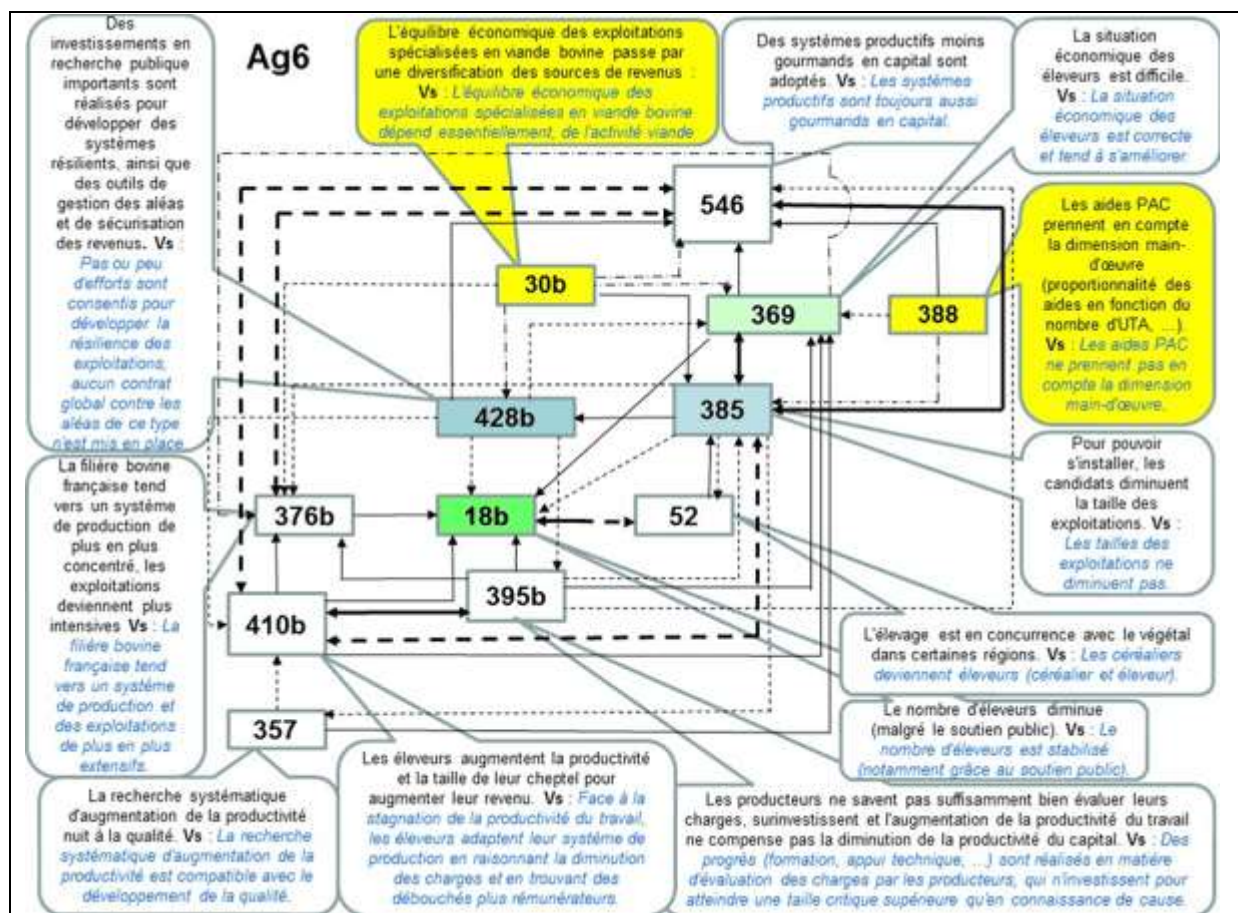 Des
investissements en
recherche publique
importants sont
réalisés pour
développer des
systèmes
résilients, ainsi que
des outils de
gestion des aléas
et de sécurisation
des revenus. Vs :
Pas ou peu
d'efforts sont
consentis pour
développer la
résilience des
exploitations,
aucun contrat
global contre les
aléas de ce type
n'est mis en place
Ag6
L'équilibre économique des exploitations
spécialisées en viande bovine passe par
une diversification des sources de revenus :
Vs : L'équilibre économique des
exploitations spécialisées en viande bovine
dépend essentiellement, de l'activité viande
Des systèmes productifs moins
gourmands en capital sont
adoptés. Vs : Les systèmes
productifs sont toujours aussi
gourmands en capital.
La situation
économique des
éleveurs est difficile.
Vs : La situation
économique des
éleveurs est correcte
et tend à s'améliorer.
Les aides PAC
prennent en compte
la dimension main-
d'œuvre
(proportionnalité des
aides en fonction du
nombre d'UTA, ...).
Vs : Les aides PAC
ne prennent pas en
compte la dimension
main-d'œuvre.
546
30b
369
388
428b
385
376b
18b
52
395b
410b
357
Pour pouvoir
s'installer, les
candidats diminuent
la taille des
exploitations. Vs :
Les tailles des
exploitations ne
diminuent pas.
La filière bovine
française tend
vers un système
de production de
plus en plus
concentré, les
exploitations
deviennent plus
intensives Vs : La
filière bovine
française tend
vers un système
de production et
des exploitations
de plus en plus
extensifs.
L'élevage est en concurrence avec le végétal
dans certaines régions. Vs : Les céréaliers
deviennent éleveurs (céréalier et éleveur).
Le nombre d'éleveurs diminue
(malgré le soutien public). Vs : Le
nombre d'éleveurs est stabilisé
(notamment grâce au soutien public).
La recherche systématique
d'augmentation de la productivité
nuit à la qualité. Vs : La recherche
systématique d'augmentation de la
productivité est compatible avec le
développement de la qualité.
Les éleveurs augmentent la productivité
et la taille de leur cheptel pour
augmenter leur revenu. Vs : Face à la
stagnation de la productivité du travail,
les éleveurs adaptent leur système de
production en raisonnant la diminution
des charges et en trouvant des
débouchés plus rémunérateurs.
Les producteurs ne savent pas suffisamment bien évaluer leurs
charges, surinvestissent et l'augmentation de la productivité du travail
ne compense pas la diminution de la productivité du capital. Vs : Des
progrès (formation, appui technique, ...) sont réalisés en matière
d'évaluation des charges par les producteurs, qui n'investissent pour
atteindre une taille critique supérieure qu'en connaissance de cause.